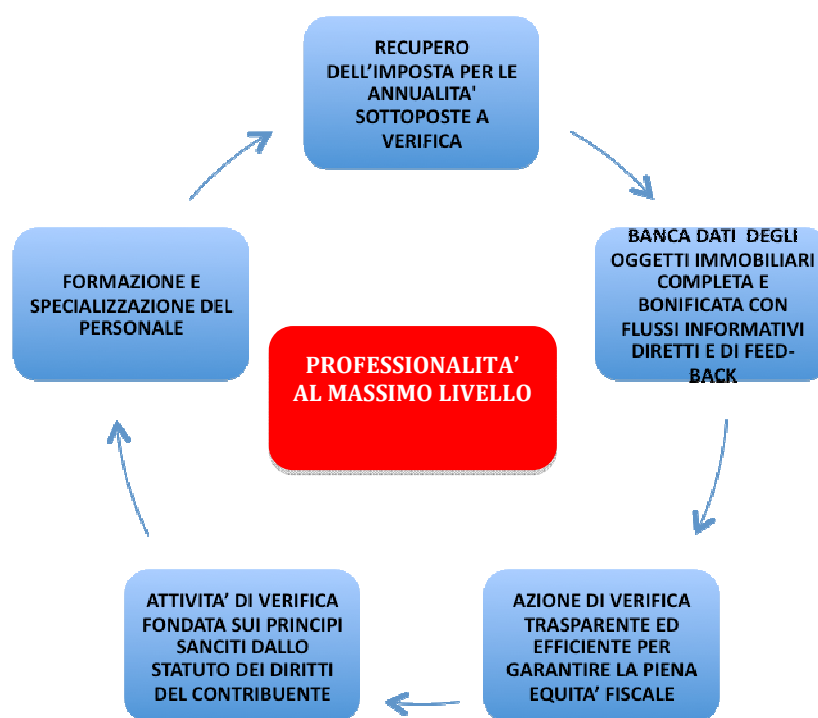 RECUPERO
DELL’IMPOSTA PER LE
ANNUALITA'
SOTTOPOSTE A
VERIFICA
BANCA DATI DEGLI
OGGETTI IMMOBILIARI
COMPLETA E
BONIFICATA CON
FLUSSI INFORMATIVI
DIRETTI E DI FEED-
BACK
AZIONE DI VERIFICA
TRASPARENTE ED
EFFICIENTE PER
GARANTIRE LA PIENA
EQUITA’ FISCALE
ATTIVITA’ DI VERIFICA
FONDATA SUI PRINCIPI
SANCITI DALLO
STATUTO DEI DIRITTI
DEL CONTRIBUENTE
FORMAZIONE E
SPECIALIZZAZIONE DEL
PERSONALE
PROFESSIONALITA’
AL MASSIMO LIVELLO